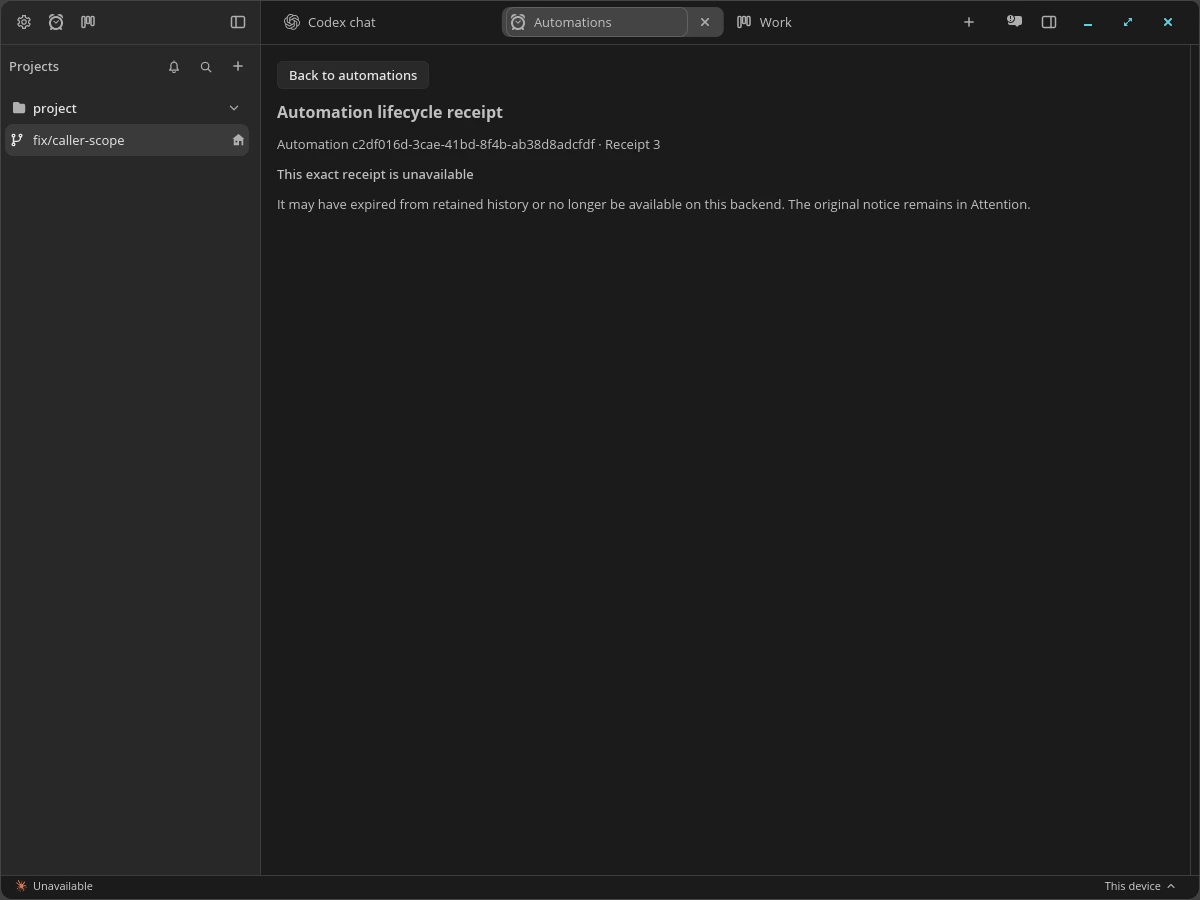 Codex chat
Automations
Work
Projects
project
fix/caller-scope
Back to automations
Automation lifecycle receipt
Automation c2df016d-3cae-41bd-8f4b-ab38d8adcfdf · Receipt 3
This exact receipt is unavailable
It may have expired from retained history or no longer be available on this backend. The original notice remains in Attention.
Unavailable
This device